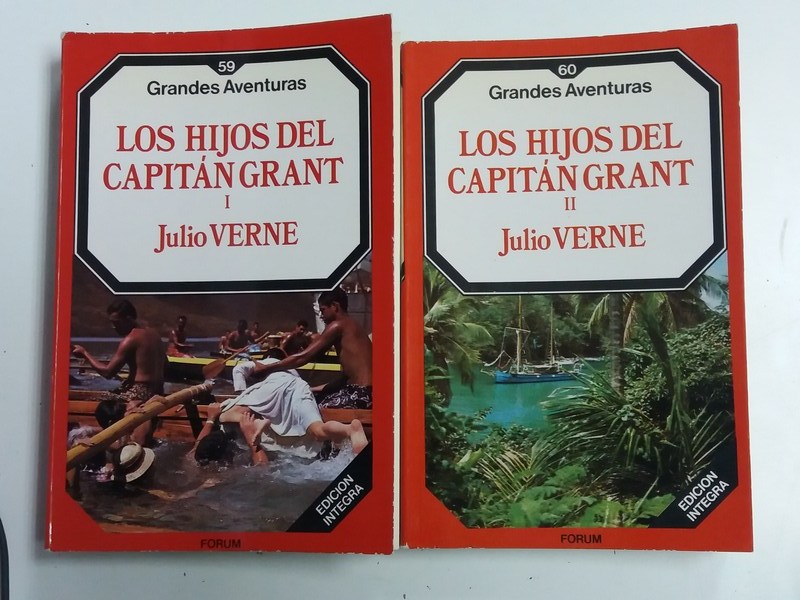 59
Grandes Aventuras
LOS HIJOS DEL
CAPITÁN GRANT
I
Julio VERNE
EDICION
INTEGRA
FORUM
60
Grandes Aventuras
LOS HIJOS DEL
CAPITÁN GRANT
II
Julio VERNE
EDICION
INTEGRA
FORUM